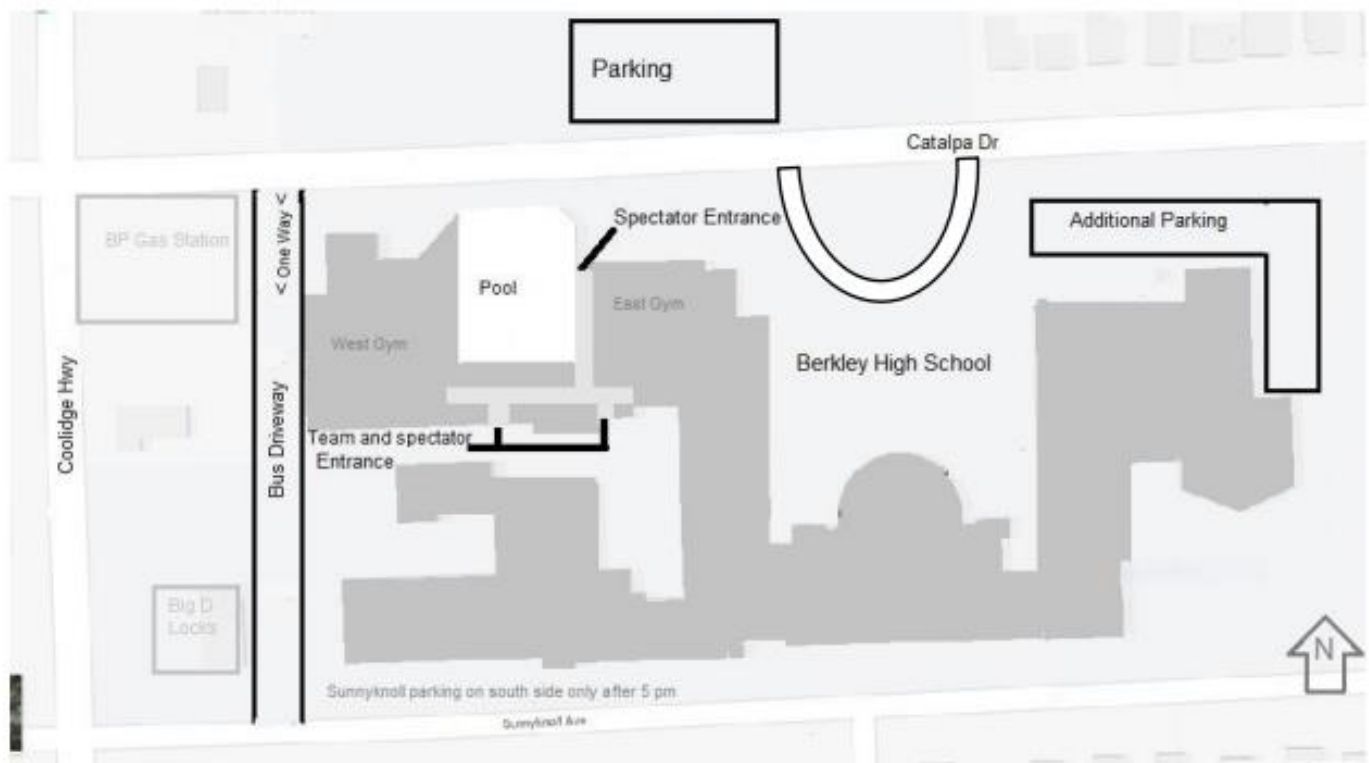 Parking
Catalpa Dr
Spectator Entrance
Additional Parking
BP Gas Station
< One Way <
Pool
East Gym
West Gym
Berkley High School
Coolidge Hwy
Bus Driveway
Team and spectator
Entrance
Big D
Locks
N
Sunnyknoll parking on south side only after 5 pm
Sunnyknoll Ave